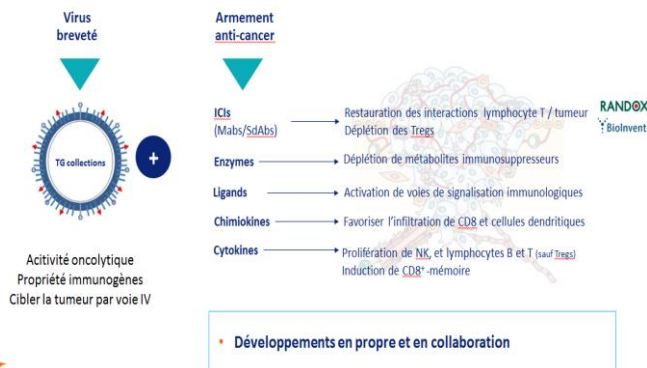 Virus
breveté
Armement
anti-cancer
TG collections
+
Acitivité oncolytique
Propriété immunogènes
Cibler la tumeur par voie IV
ICIs
(Mabs/SdAbs)
Restauration des interactions lymphocyte T / tumeur
Déplétion des Tregs
RANDOX
BioInvent
Enzymes
Déplétion de métabolites immunosuppresseurs
Ligands
Activation de voies de signalisation immunologiques
Chimiokines
Favoriser l'infiltration de CD8 et cellules dendritiques
Cytokines
Prolifération de NK, et lymphocytes B et T (sauf Tregs)
Induction de CD8⁺-mémoire
• Développements en propre et en collaboration